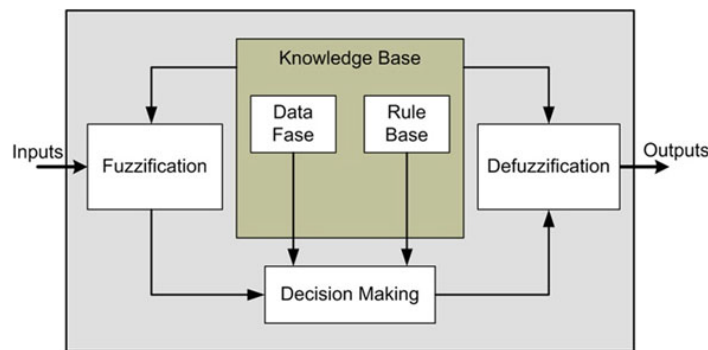 Knowledge Base
Data
Fase
Rule
Base
Inputs
Fuzzification
Defuzzification
Outputs
Decision Making